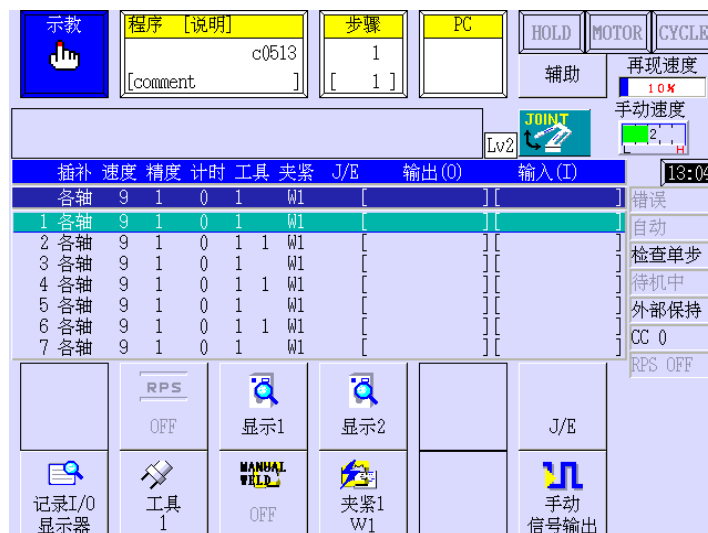 示教
程序 [说明]
c0513
[comment ]
步骤
1
[ 1 ]
PC
HOLD MOTOR CYCLE
辅助
再现速度
10%
手动速度
2
L H
Lv2
JOINT
插补 速度 精度 计时 工具 夹紧 J/E 输出(O) 输入(I)
13:04
各轴 9 1 0 1 W1 [ ][ ]
1 各轴 9 1 0 1 W1 [ ][ ]
2 各轴 9 1 0 1 1 W1 [ ][ ]
3 各轴 9 1 0 1 W1 [ ][ ]
4 各轴 9 1 0 1 1 W1 [ ][ ]
5 各轴 9 1 0 1 W1 [ ][ ]
6 各轴 9 1 0 1 1 W1 [ ][ ]
7 各轴 9 1 0 1 W1 [ ][ ]
错误
自动
检查单步
待机中
外部保持
CC 0
RPS OFF
RPS
OFF
显示1
显示2
J/E
记录I/O
显示器
工具
1
MANUAL
WELD
OFF
夹紧1
W1
手动
信号输出